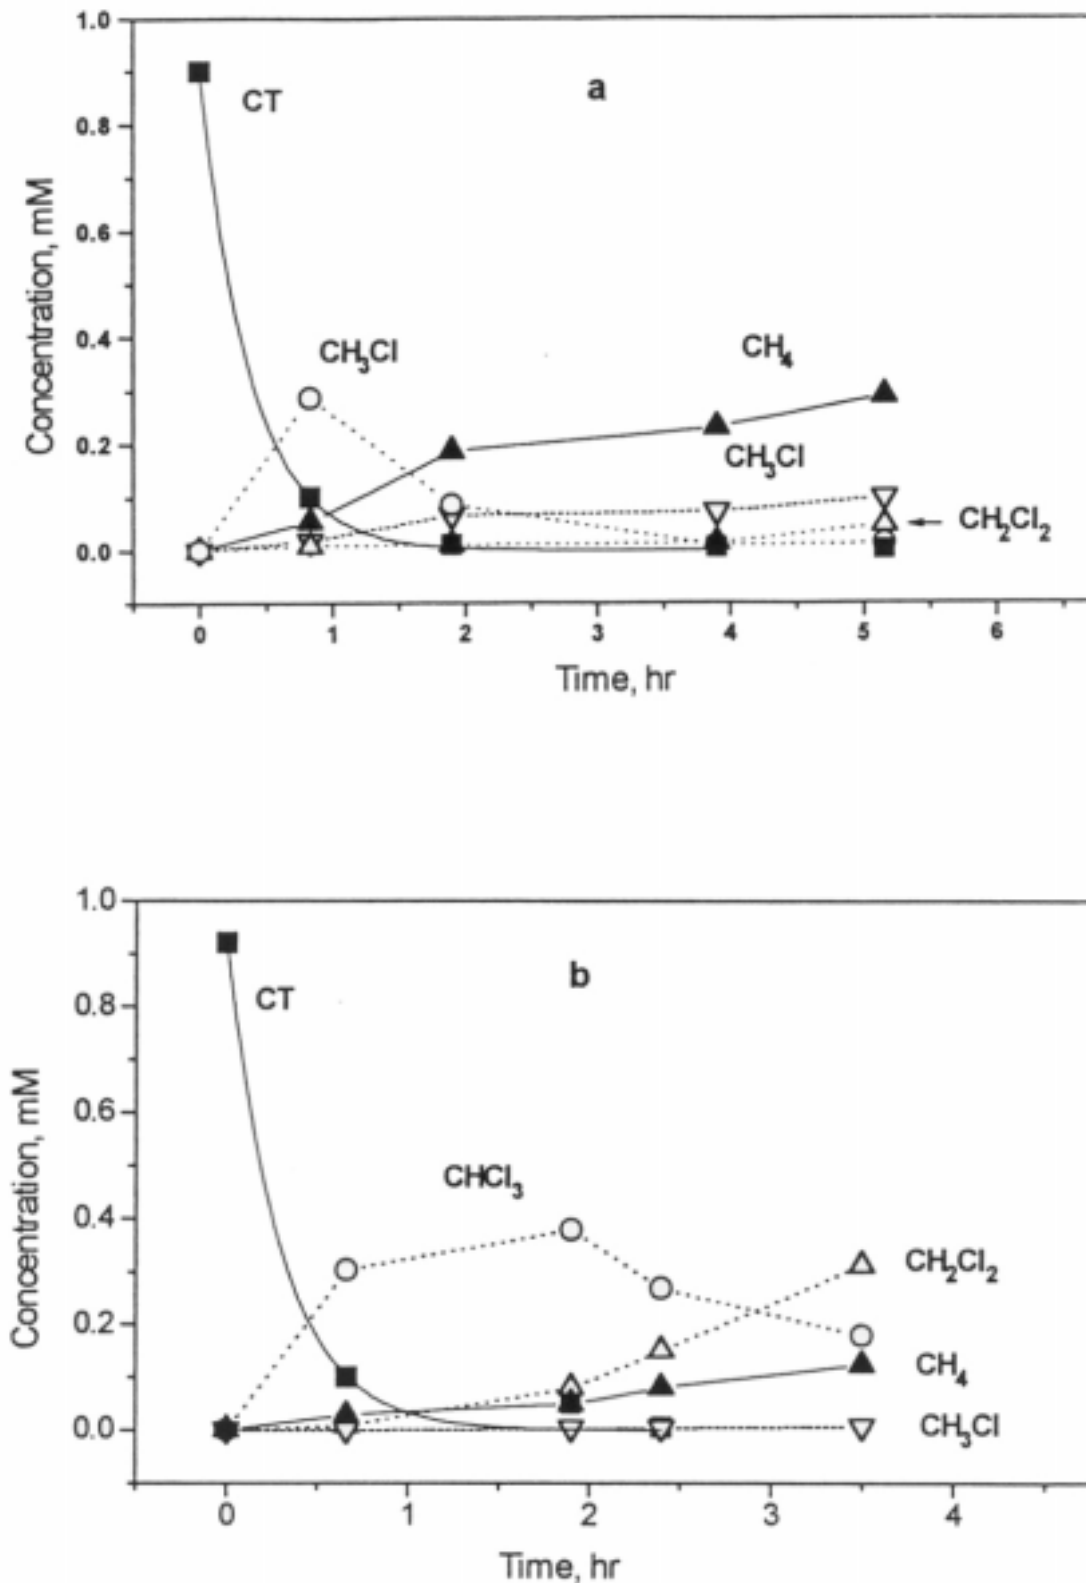 1.0
a
CT
0.8
0.6
0.4
CH₃Cl
CH₄
0.2
CH₃Cl
CH₂Cl₂
0.0
0 1 2 3 4 5 6
Concentration, mM
Time, hr
1.0
b
CT
0.8
0.6
CHCl₃
0.4
CH₂Cl₂
0.2
CH₄
0.0
CH₃Cl
0 1 2 3 4
Concentration, mM
Time, hr